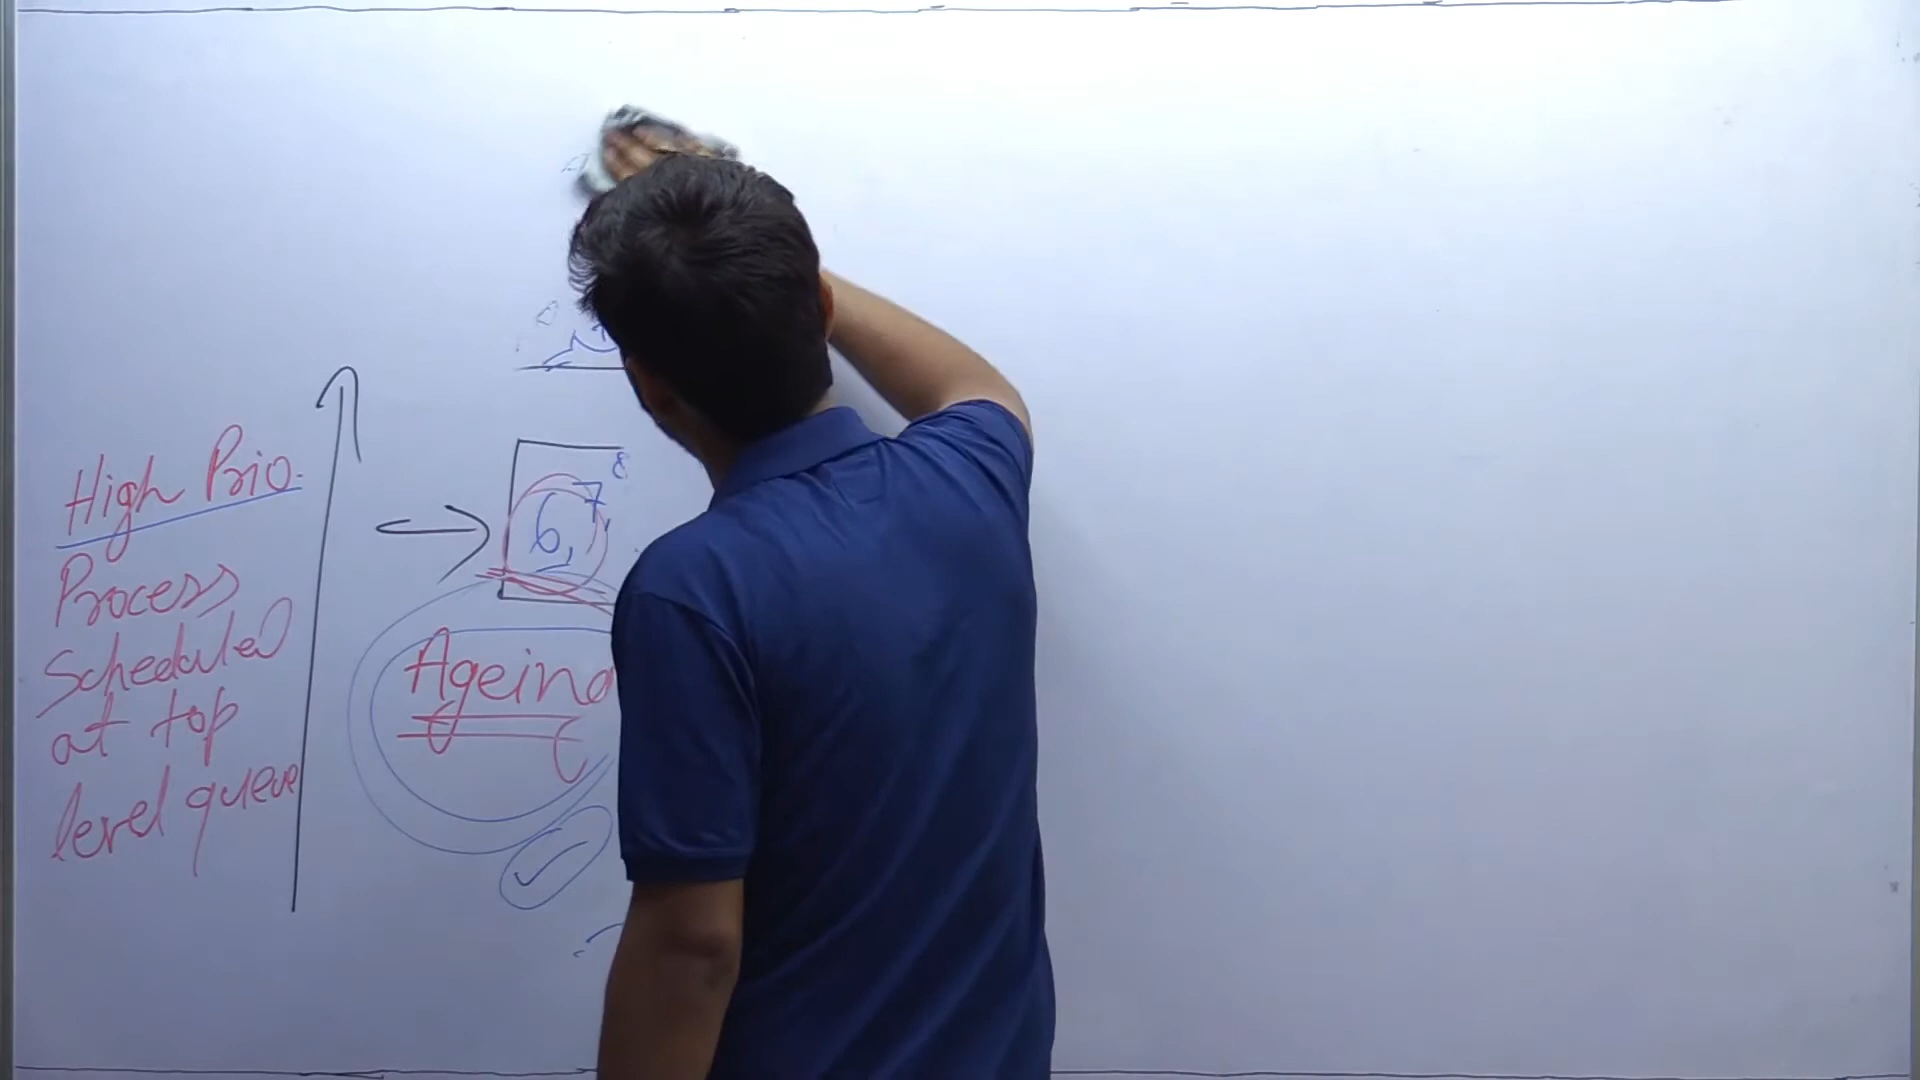 High Prio.
Process
Scheduled
at top
level queue
8
6, 7,
Ageing